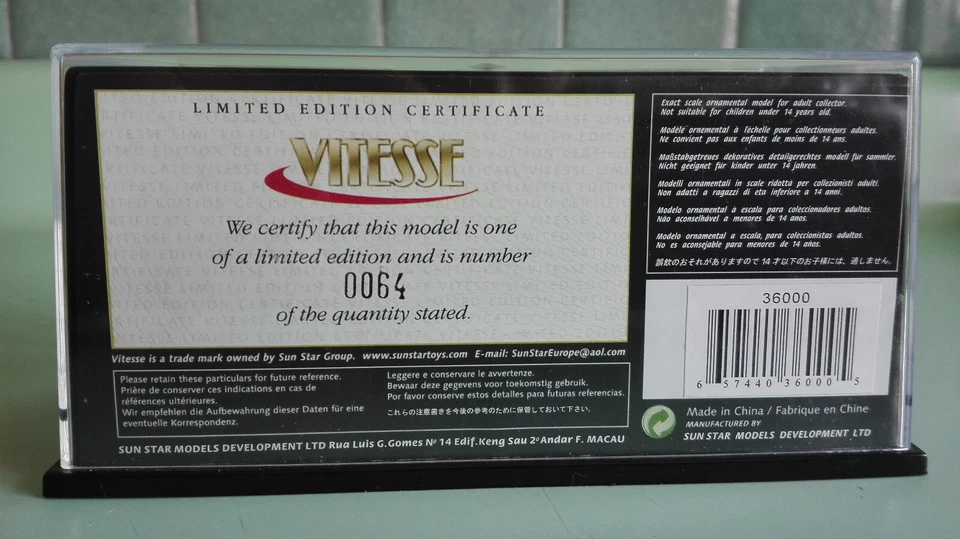 LIMITED EDITION CERTIFICATE
VITESSE
We certify that this model is one
of a limited edition and is number
0064
of the quantity stated.
Vitesse is a trade mark owned by Sun Star Group. www.sunstartoys.com E-mail: SunStarEurope@aol.com
Please retain these particulars for future reference.
Prière de conserver ces indications en cas de
références ultérieures.
Wir empfehlen die Aufbewahrung dieser Daten für eine
eventuelle Korrespondenz.
Leggere e conservare le avvertenze.
Bewaar deze gegevens voor toekomstig gebruik.
Por favor conserve estos detalles para futuras referencias.
これらの注意書きを今後の参考のために保管しておいて下さい。
SUN STAR MODELS DEVELOPMENT LTD Rua Luis G.Gomes Nº 14 Edif.Keng Sau 2ºAndar F. MACAU
Exact scale ornamental model for adult collector.
Not suitable for children under 14 years old.
Modèle ornemental à lechelle pour collectionneurs adultes.
Ne convient pas aux enfants de moins de 14 ans.
Maßstabgetreues dekoratives detailgerechtes modell fur sammler.
Nicht geeignet für kinder unter 14 jahren.
Modelli ornamentali in scale ridotta per collezionisti adulti.
Non adatti a ragazzi di eta inferiore a 14 anni.
Modelo ornamental à escala para coleccionadores adultos.
Não aconselhável a menores de 14 anos.
Modelo ornamental a escala, para coleccionistas adultos.
No es aconsejable para menores de 14 anos.
誤飲のおそれがありますので 14 才以下のお子様には、適しません。
36000
6 57440 36000 5
Made in China / Fabrique en Chine
MANUFACTURED BY
SUN STAR MODELS DEVELOPMENT LTD